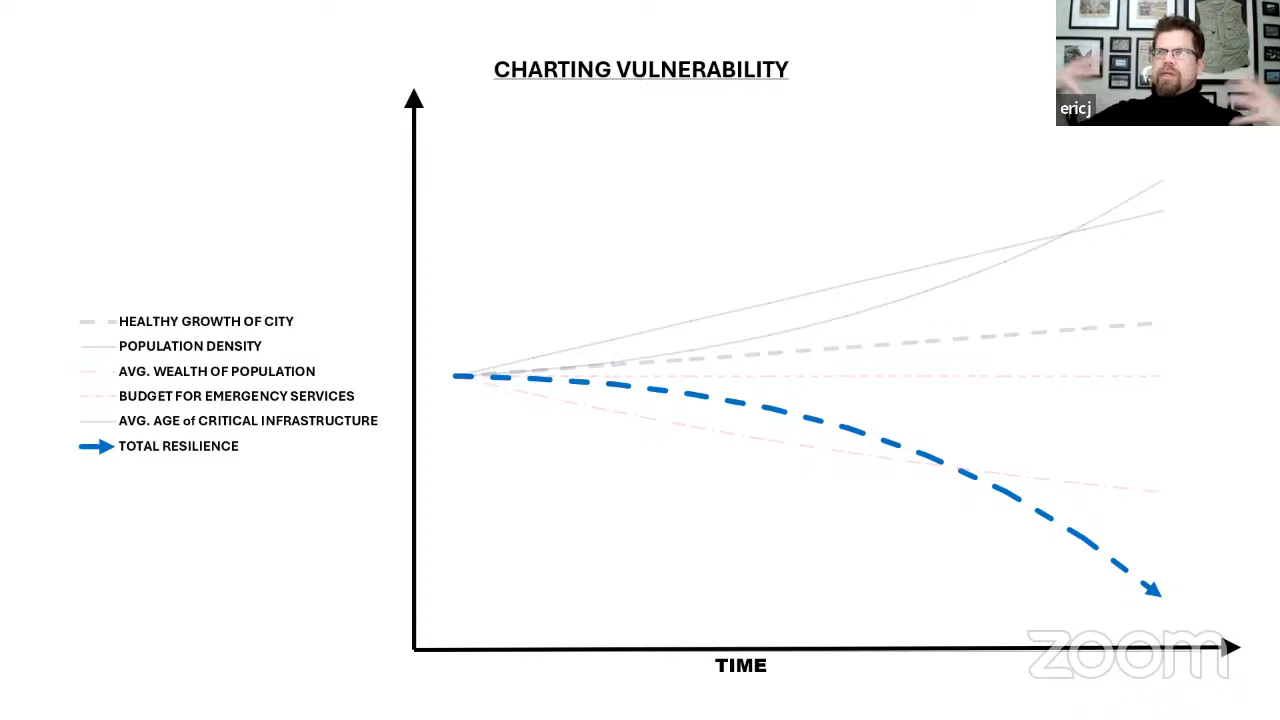 CHARTING VULNERABILITY
eric j
HEALTHY GROWTH OF CITY
POPULATION DENSITY
AVG. WEALTH OF POPULATION
BUDGET FOR EMERGENCY SERVICES
AVG. AGE of CRITICAL INFRASTRUCTURE
TOTAL RESILIENCE
TIME
zoom